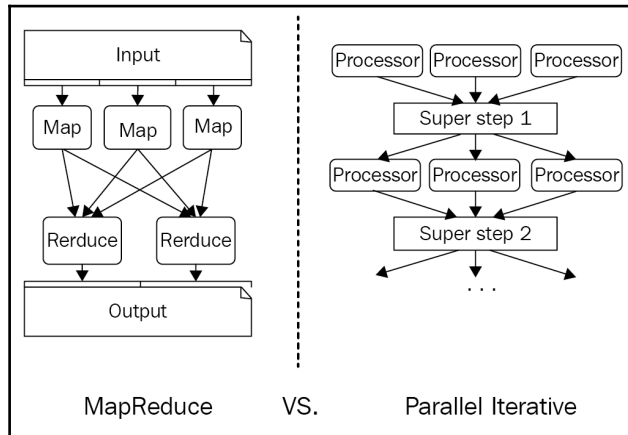 Input
Map Map Map
Rerduce Rerduce
Output
Processor Processor Processor
Super step 1
Processor Processor Processor
Super step 2
. . .
MapReduce VS. Parallel Iterative